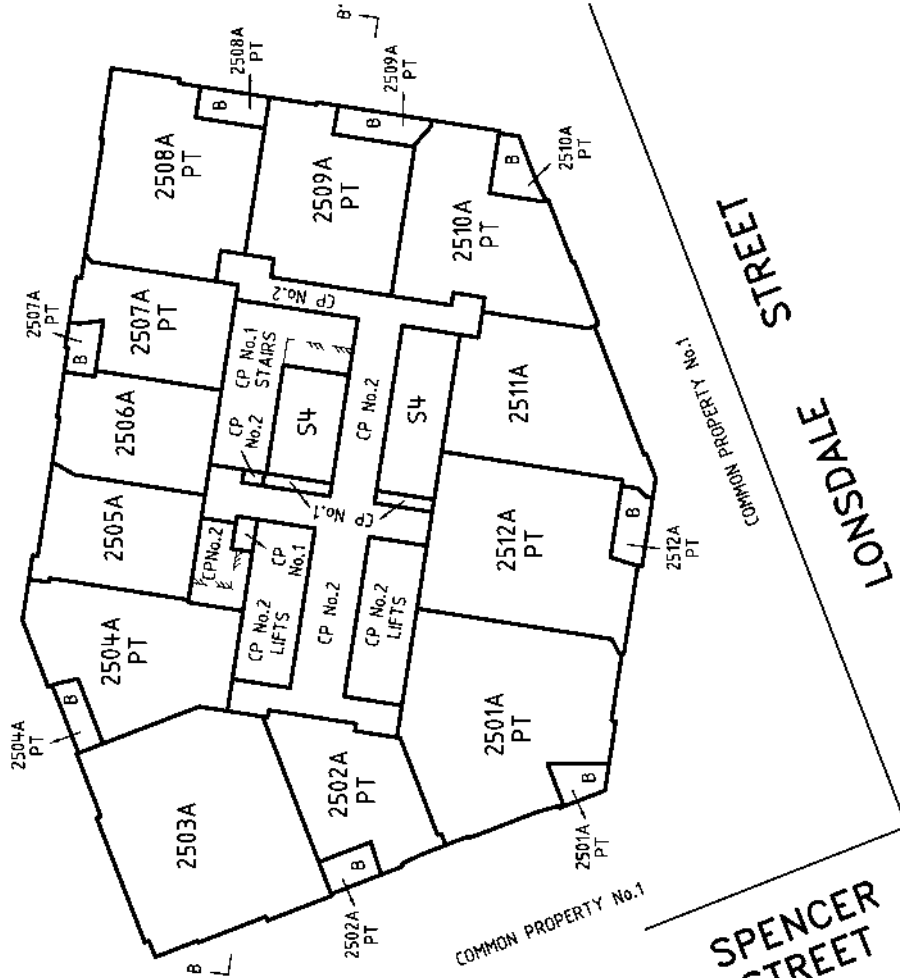 B'
2508A
PT
B
2509A
PT
B
2508A
PT
2509A
PT
B
2510A
PT
2510A
PT
2507A
PT
B
2507A
PT
CP No.2
STREET
2506A
CP No.1
STAIRS
CP
No.2
S4
CP No.2
S4
2511A
COMMON PROPERTY No.1
LONSDALE
2505A
CP No.2
CP
No.1
CP No.1
CP
2512A
PT
B
2512A
PT
2504A
PT
B
2504A
PT
CP No.2
LIFTS
CP No.2
CP No.2
LIFTS
2503A
2502A
PT
B
2502A
PT
2501A
PT
B
2501A
PT
COMMON PROPERTY No.1
SPENCER
STREET
B